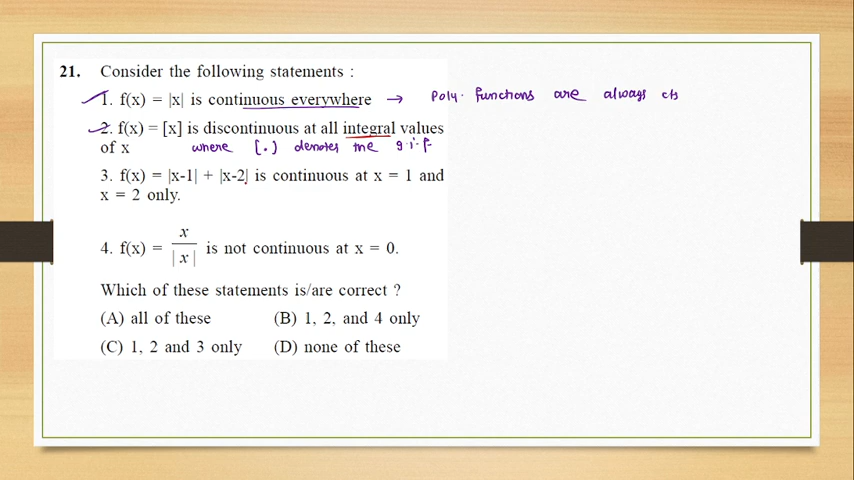 21. Consider the following statements :
1. f(x) = |x| is continuous everywhere → Poly. functions are always cts
2. f(x) = [x] is discontinuous at all integral values
of x where [.] denotes the g.i.f
3. f(x) = |x-1| + |x-2| is continuous at x = 1 and
x = 2 only.
4. f(x) = x / |x| is not continuous at x = 0.
Which of these statements is/are correct ?
(A) all of these (B) 1, 2, and 4 only
(C) 1, 2 and 3 only (D) none of these